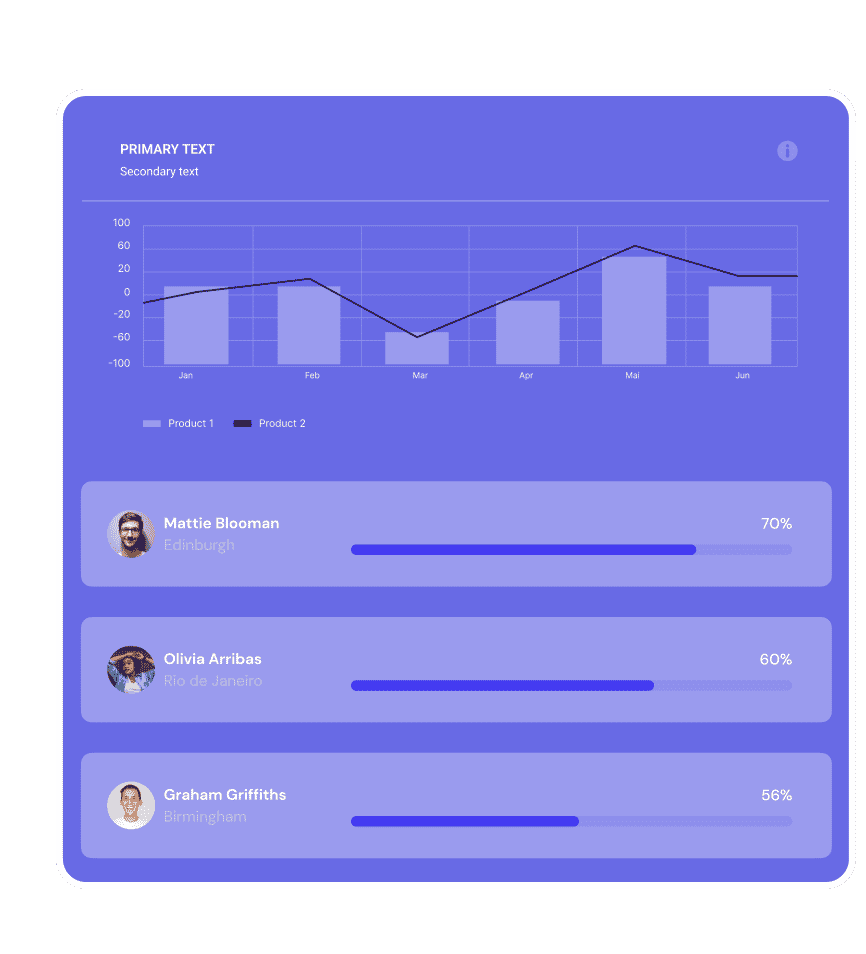 PRIMARY TEXT
Secondary text
100
60
20
0
-20
-60
-100
Jan Feb Mar Apr Mai Jun
Product 1 Product 2
Mattie Blooman 70%
Edinburgh
Olivia Arribas 60%
Rio de Janeiro
Graham Griffiths 56%
Birmingham